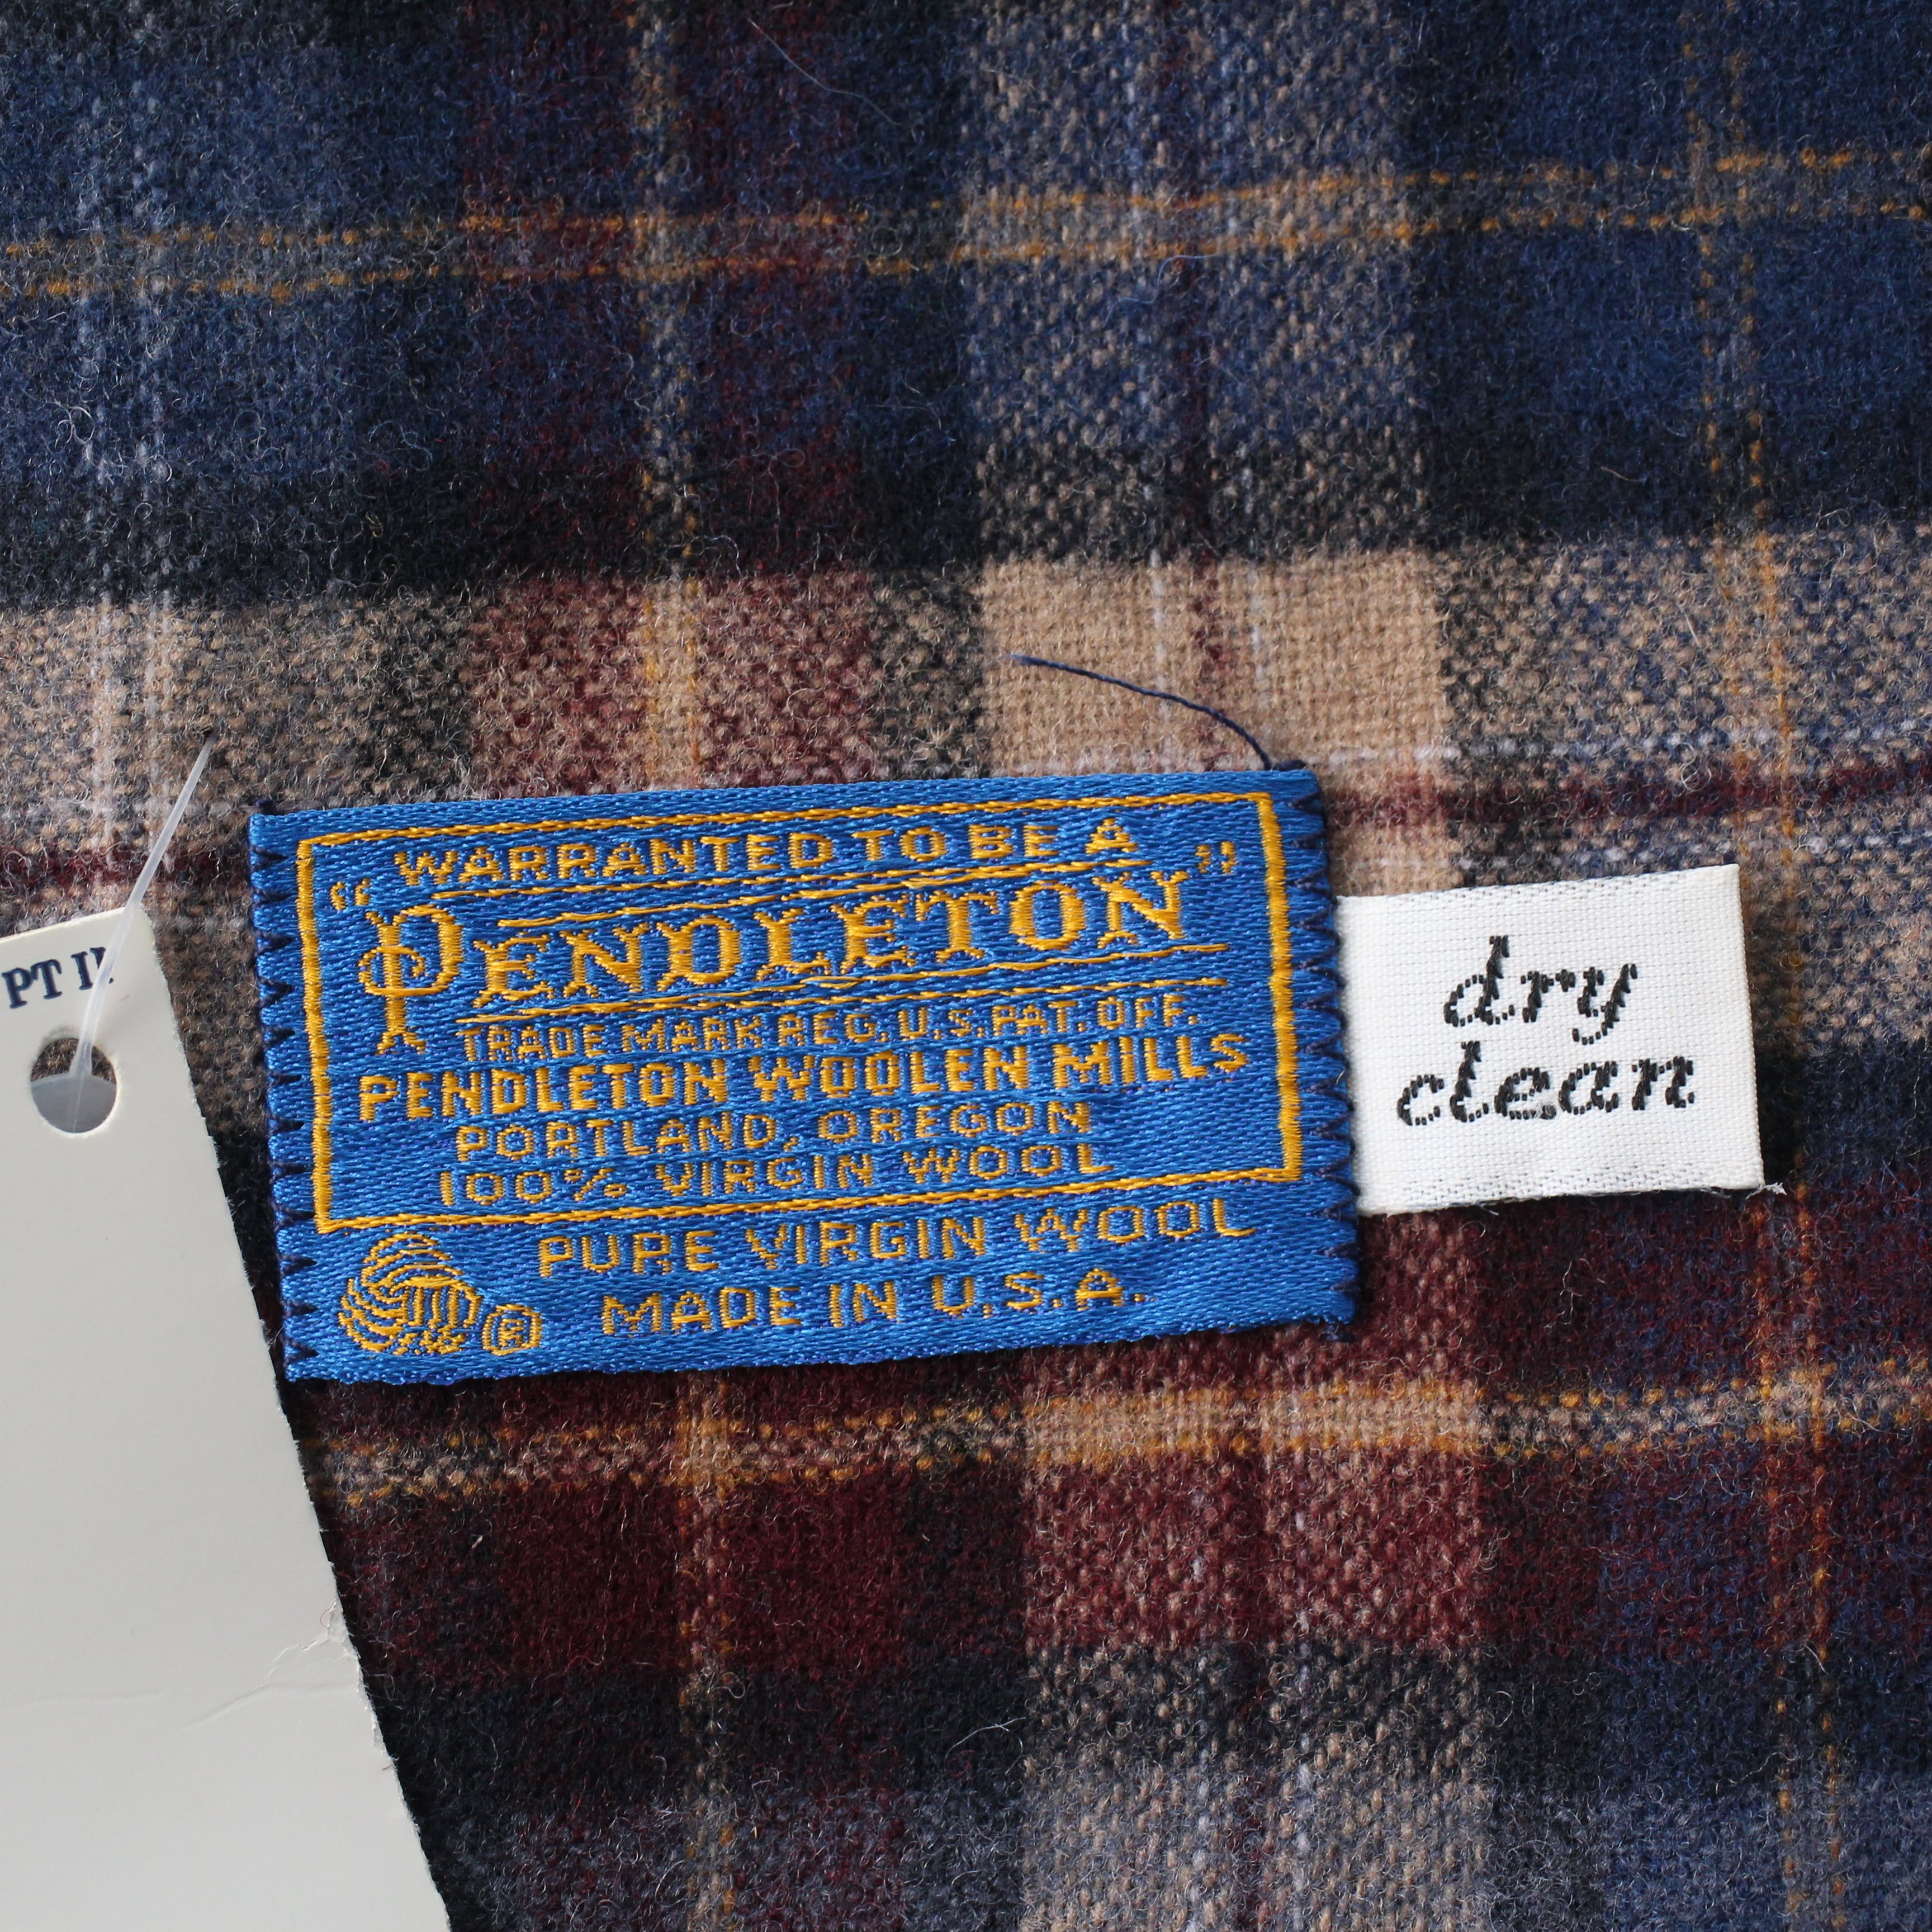 WARRANTED TO BE A
"PENDLETON"
TRADE MARK REG. U.S. PAT. OFF.
PENDLETON WOOLEN MILLS
PORTLAND, OREGON
100% VIRGIN WOOL
PURE VIRGIN WOOL
® MADE IN U.S.A.
dry
clean
PT